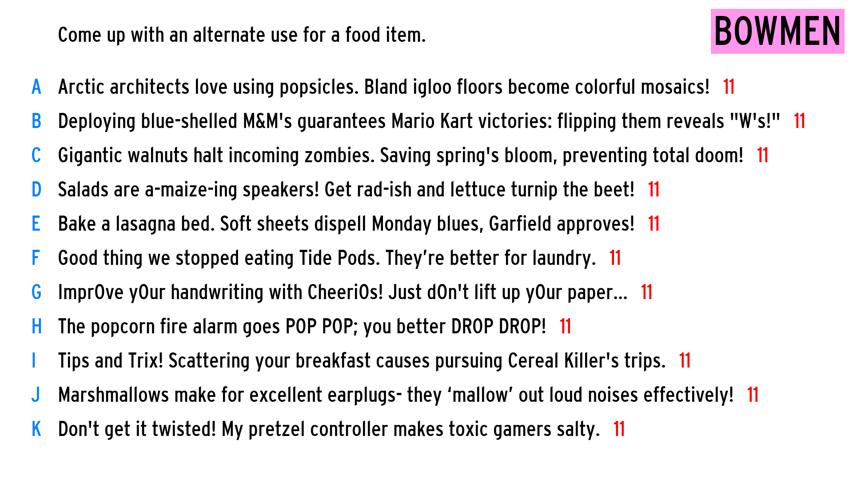 Come up with an alternate use for a food item.
BOWMEN
A Arctic architects love using popsicles. Bland igloo floors become colorful mosaics! 11
B Deploying blue-shelled M&M's guarantees Mario Kart victories: flipping them reveals "W's!" 11
C Gigantic walnuts halt incoming zombies. Saving spring's bloom, preventing total doom! 11
D Salads are a-maize-ing speakers! Get rad-ish and lettuce turnip the beet! 11
E Bake a lasagna bed. Soft sheets dispell Monday blues, Garfield approves! 11
F Good thing we stopped eating Tide Pods. They’re better for laundry. 11
G Impr0ve y0ur handwriting with Cheeri0s! Just d0n't lift up y0ur paper... 11
H The popcorn fire alarm goes POP POP; you better DROP DROP! 11
I Tips and Trix! Scattering your breakfast causes pursuing Cereal Killer's trips. 11
J Marshmallows make for excellent earplugs- they ‘mallow’ out loud noises effectively! 11
K Don't get it twisted! My pretzel controller makes toxic gamers salty. 11